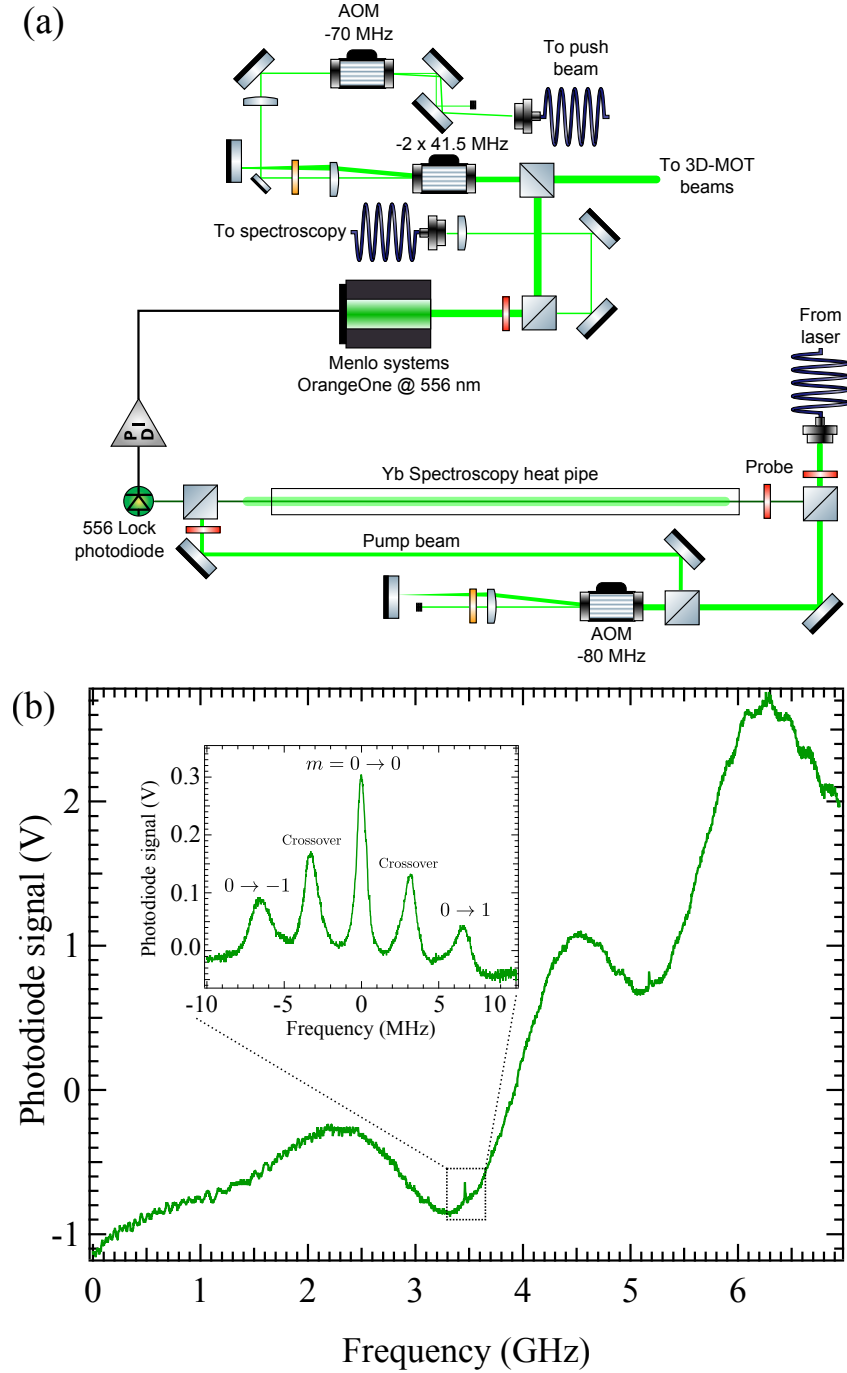 (a)
AOM
-70 MHz
To push
beam
-2 x 41.5 MHz
To 3D-MOT
beams
To spectroscopy
From
laser
Menlo systems
OrangeOne @ 556 nm
P I D
Yb Spectroscopy heat pipe
Probe
556 Lock
photodiode
Pump beam
AOM
-80 MHz
(b)
Photodiode signal (V)
2
1
0
-1
0 1 2 3 4 5 6
Frequency (GHz)
Photodiode signal (V)
0.3
0.2
0.1
0.0
m = 0 → 0
Crossover
Crossover
0 → −1
0 → 1
-10 -5 0 5 10
Frequency (MHz)